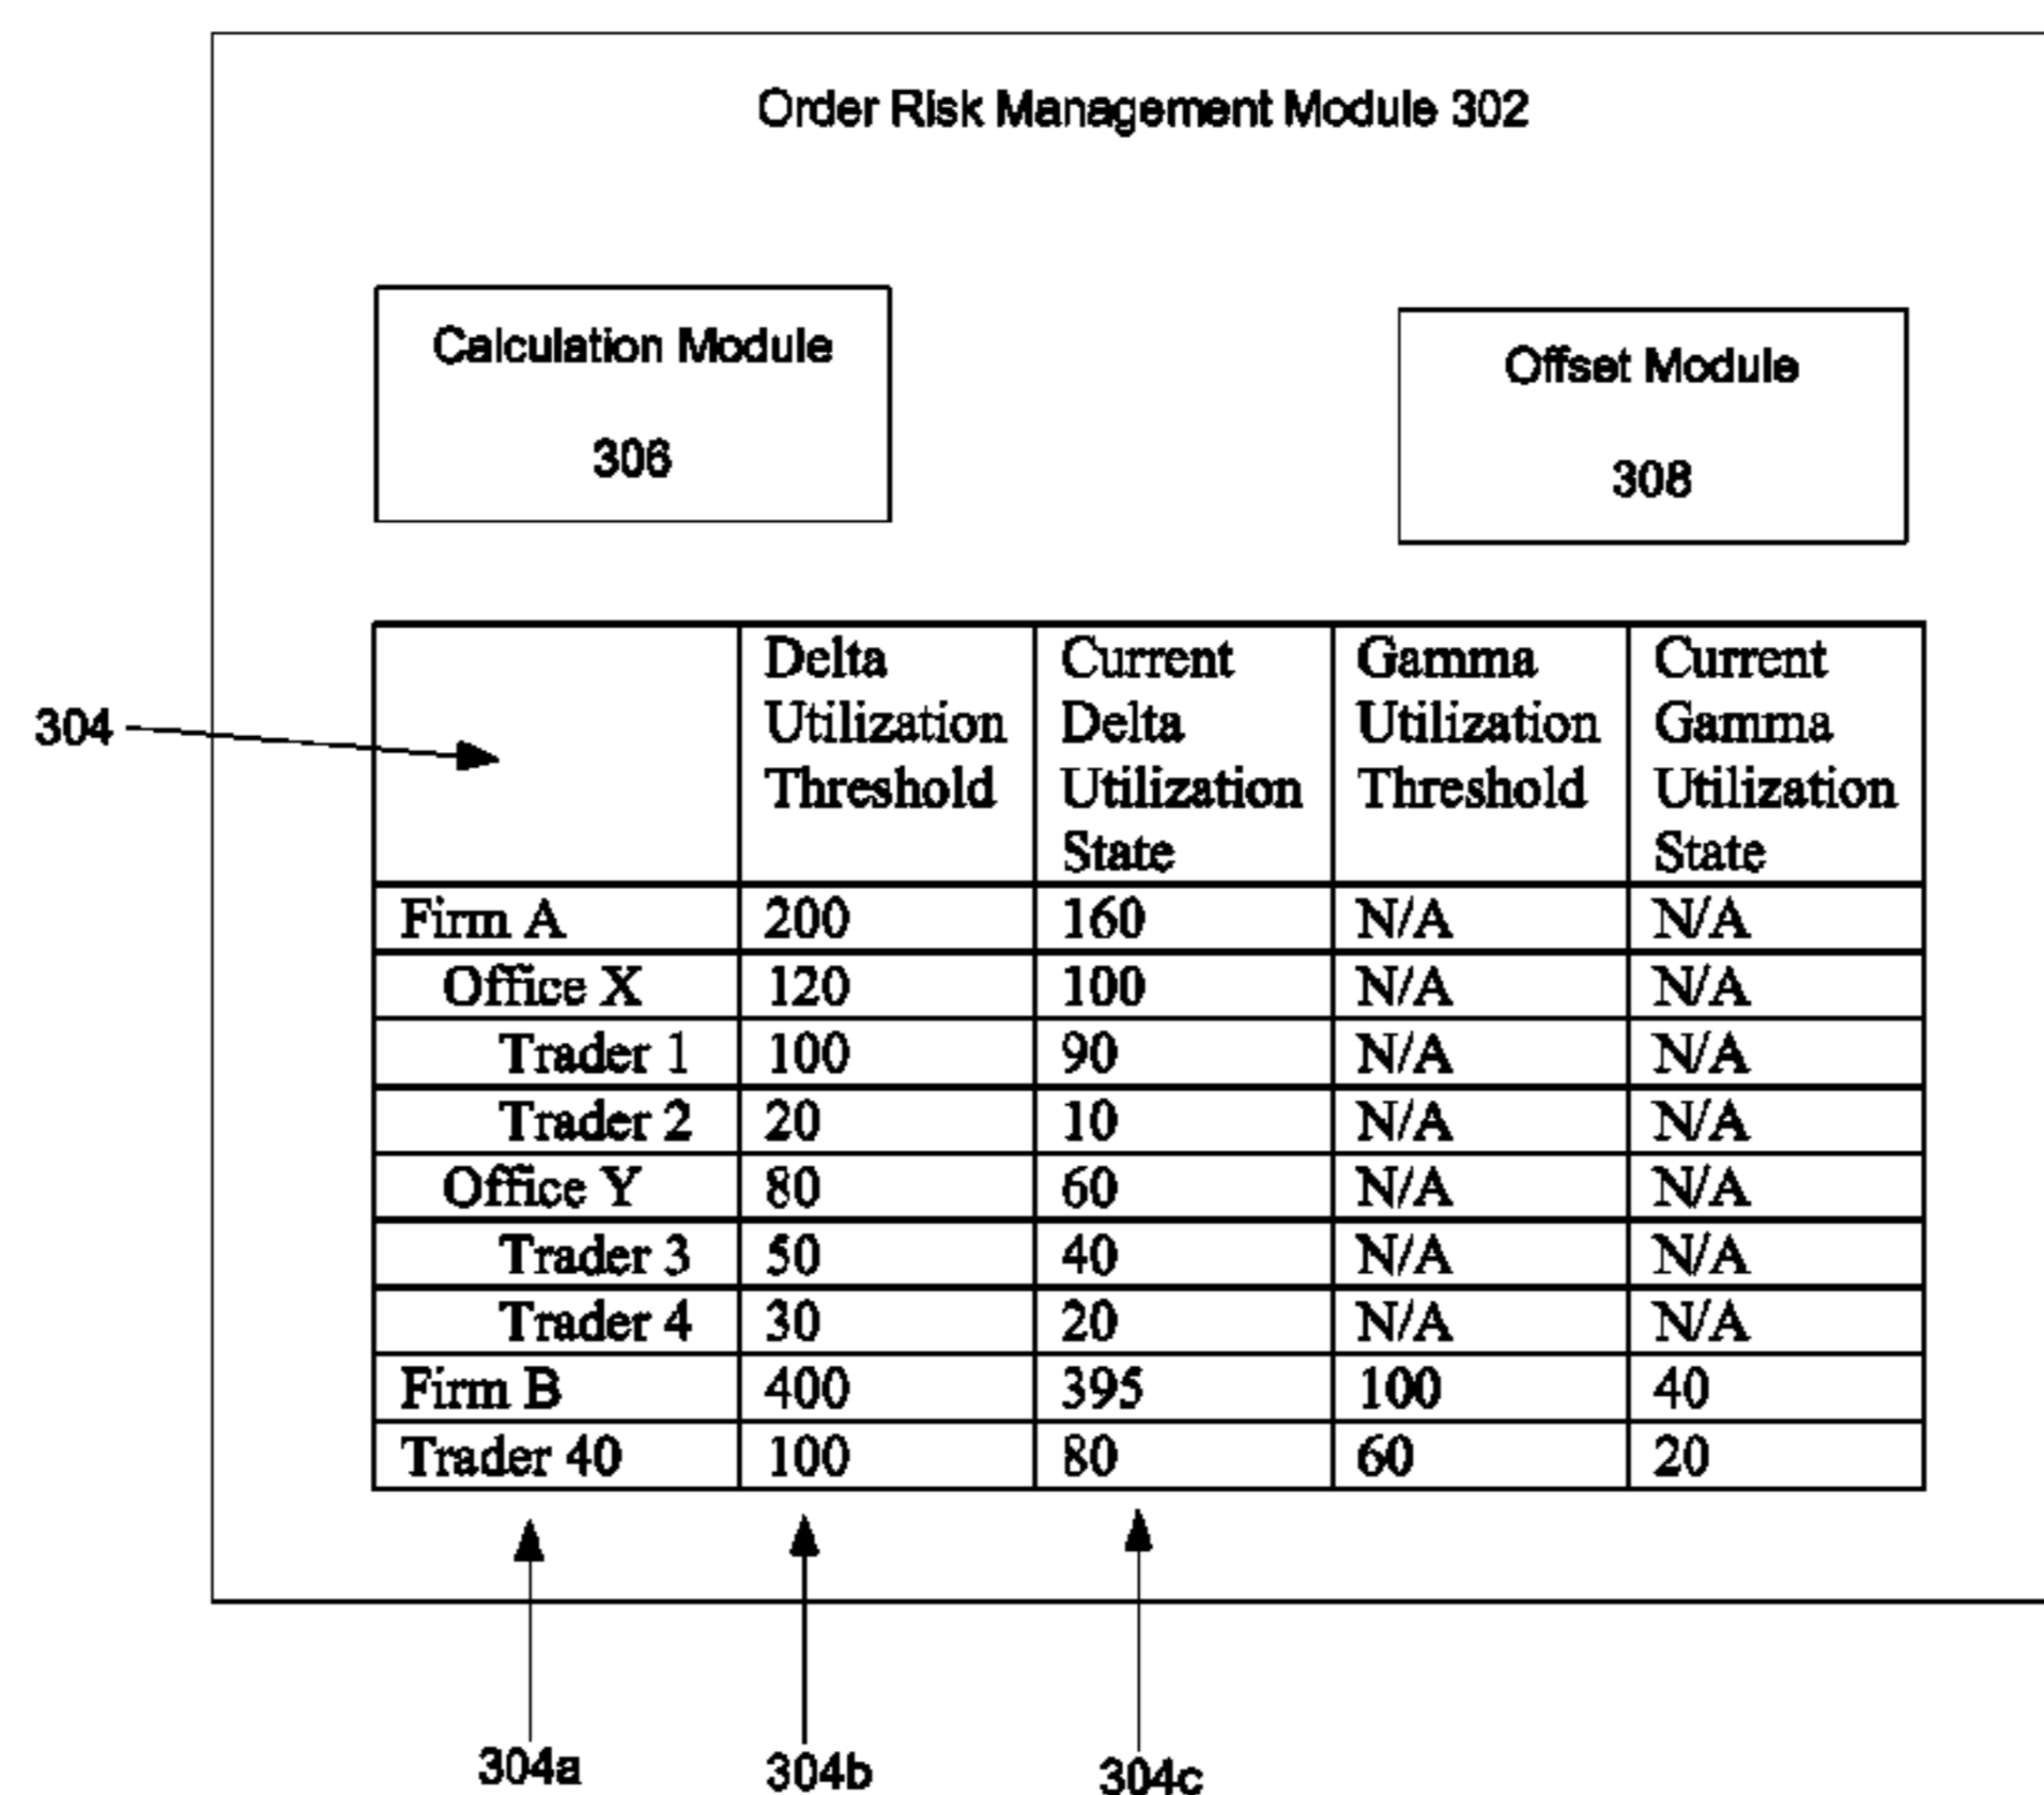 Order Risk Management Module 302
Calculation Module
306
Offset Module
308
304
Delta Utilization Threshold
Current Delta Utilization State
Gamma Utilization Threshold
Current Gamma Utilization State
Firm A 200 160 N/A N/A
Office X 120 100 N/A N/A
Trader 1 100 90 N/A N/A
Trader 2 20 10 N/A N/A
Office Y 80 60 N/A N/A
Trader 3 50 40 N/A N/A
Trader 4 30 20 N/A N/A
Firm B 400 395 100 40
Trader 40 100 80 60 20
304a 304b 304c